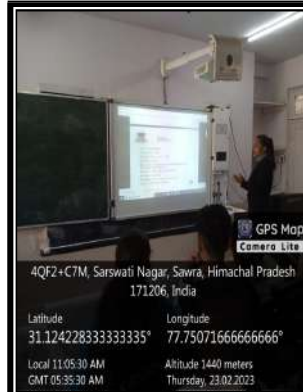 GPS Map
Camera Lite
4QF2+C7M, Sarswati Nagar, Sawra, Himachal Pradesh
171206, India
Latitude
Longitude
31.124228333333335°
77.75071666666666°
Local 11:05:30 AM
Altitude 1440 meters
GMT 05:35:30 AM
Thursday, 23.02.2023